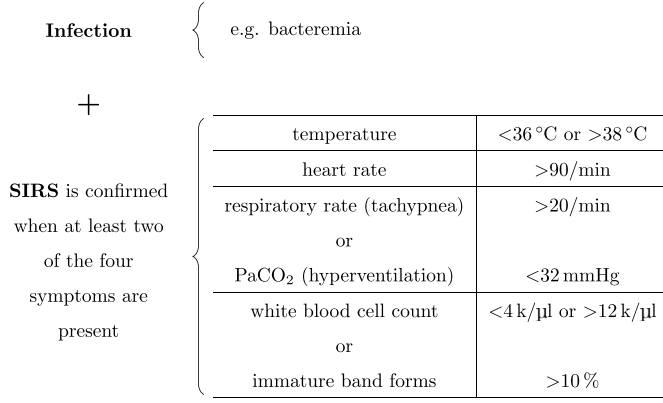 Infection e.g. bacteremia
+
temperature <36 °C or >38 °C
heart rate >90/min
SIRS is confirmed
when at least two
of the four
symptoms are
present
respiratory rate (tachypnea) >20/min
or
PaCO₂ (hyperventilation) <32 mmHg
white blood cell count <4 k/µl or >12 k/µl
or
immature band forms >10 %